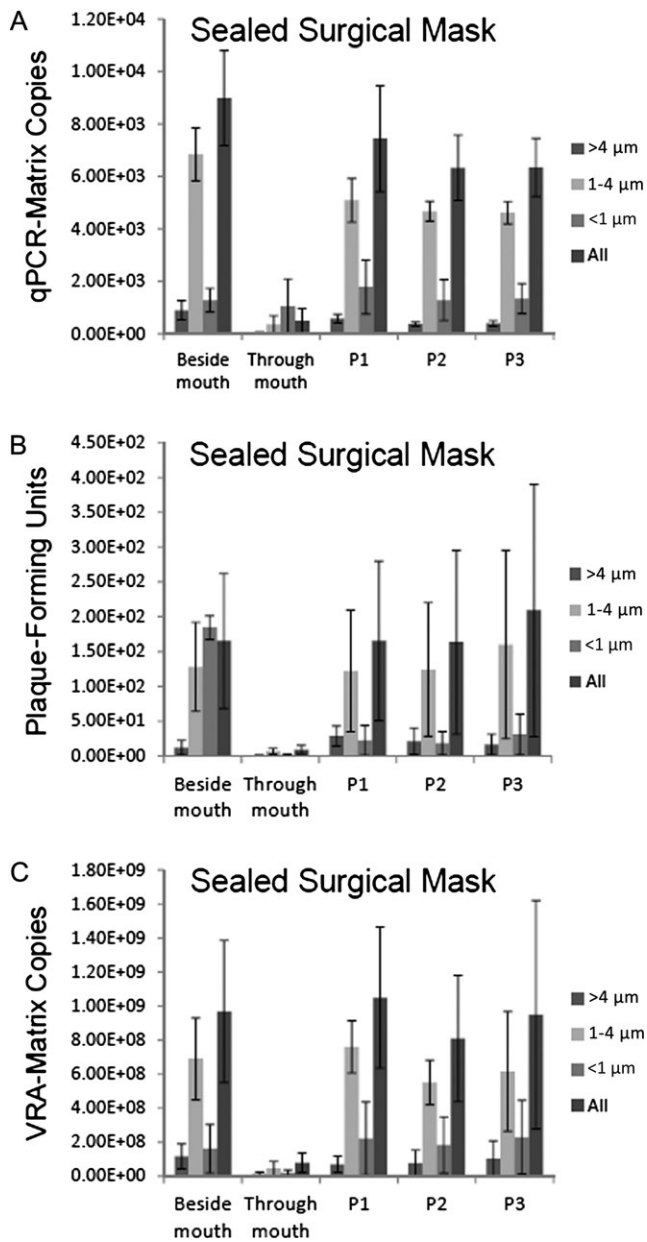 A
Sealed Surgical Mask
qPCR-Matrix Copies
1.20E+04
1.00E+04
8.00E+03
6.00E+03
4.00E+03
2.00E+03
0.00E+00
>4 µm
1-4 µm
<1 µm
All
Beside mouth
Through mouth
P1
P2
P3
B
Sealed Surgical Mask
Plaque-Forming Units
4.50E+02
4.00E+02
3.50E+02
3.00E+02
2.50E+02
2.00E+02
1.50E+02
1.00E+02
5.00E+01
0.00E+00
>4 µm
1-4 µm
<1 µm
All
Beside mouth
Through mouth
P1
P2
P3
C
Sealed Surgical Mask
VRA-Matrix Copies
1.80E+09
1.60E+09
1.40E+09
1.20E+09
1.00E+09
8.00E+08
6.00E+08
4.00E+08
2.00E+08
0.00E+00
>4 µm
1-4 µm
<1 µm
All
Beside mouth
Through mouth
P1
P2
P3